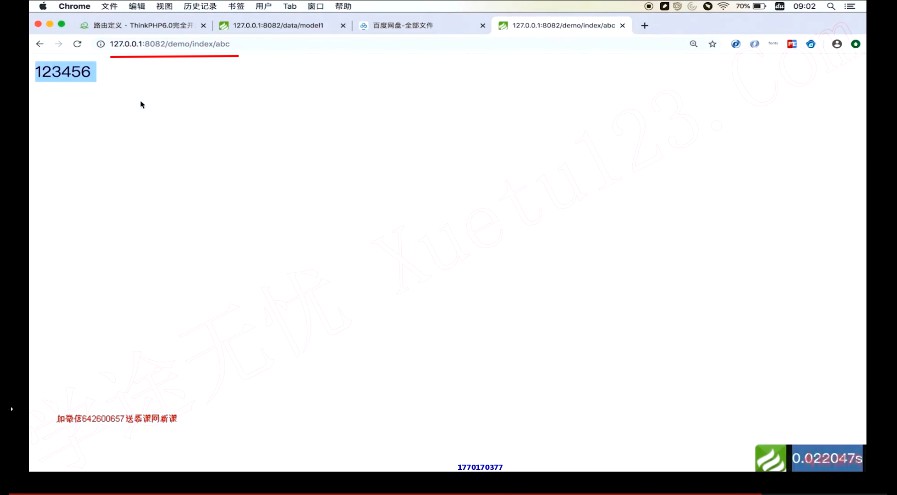 Chrome 文件 编辑 视图 历史记录 书签 用户 Tab 窗口 帮助 70% 09:02
路由定义 - ThinkPHP6.0完全开 127.0.0.1:8082/data/model1 百度网盘-全部文件 127.0.0.1:8082/demo/index/abc
127.0.0.1:8082/demo/index/abc
123456
学途无忧 Xuetu123.Com
加微信642600657送慕课网新课
0.022047s
1770170377